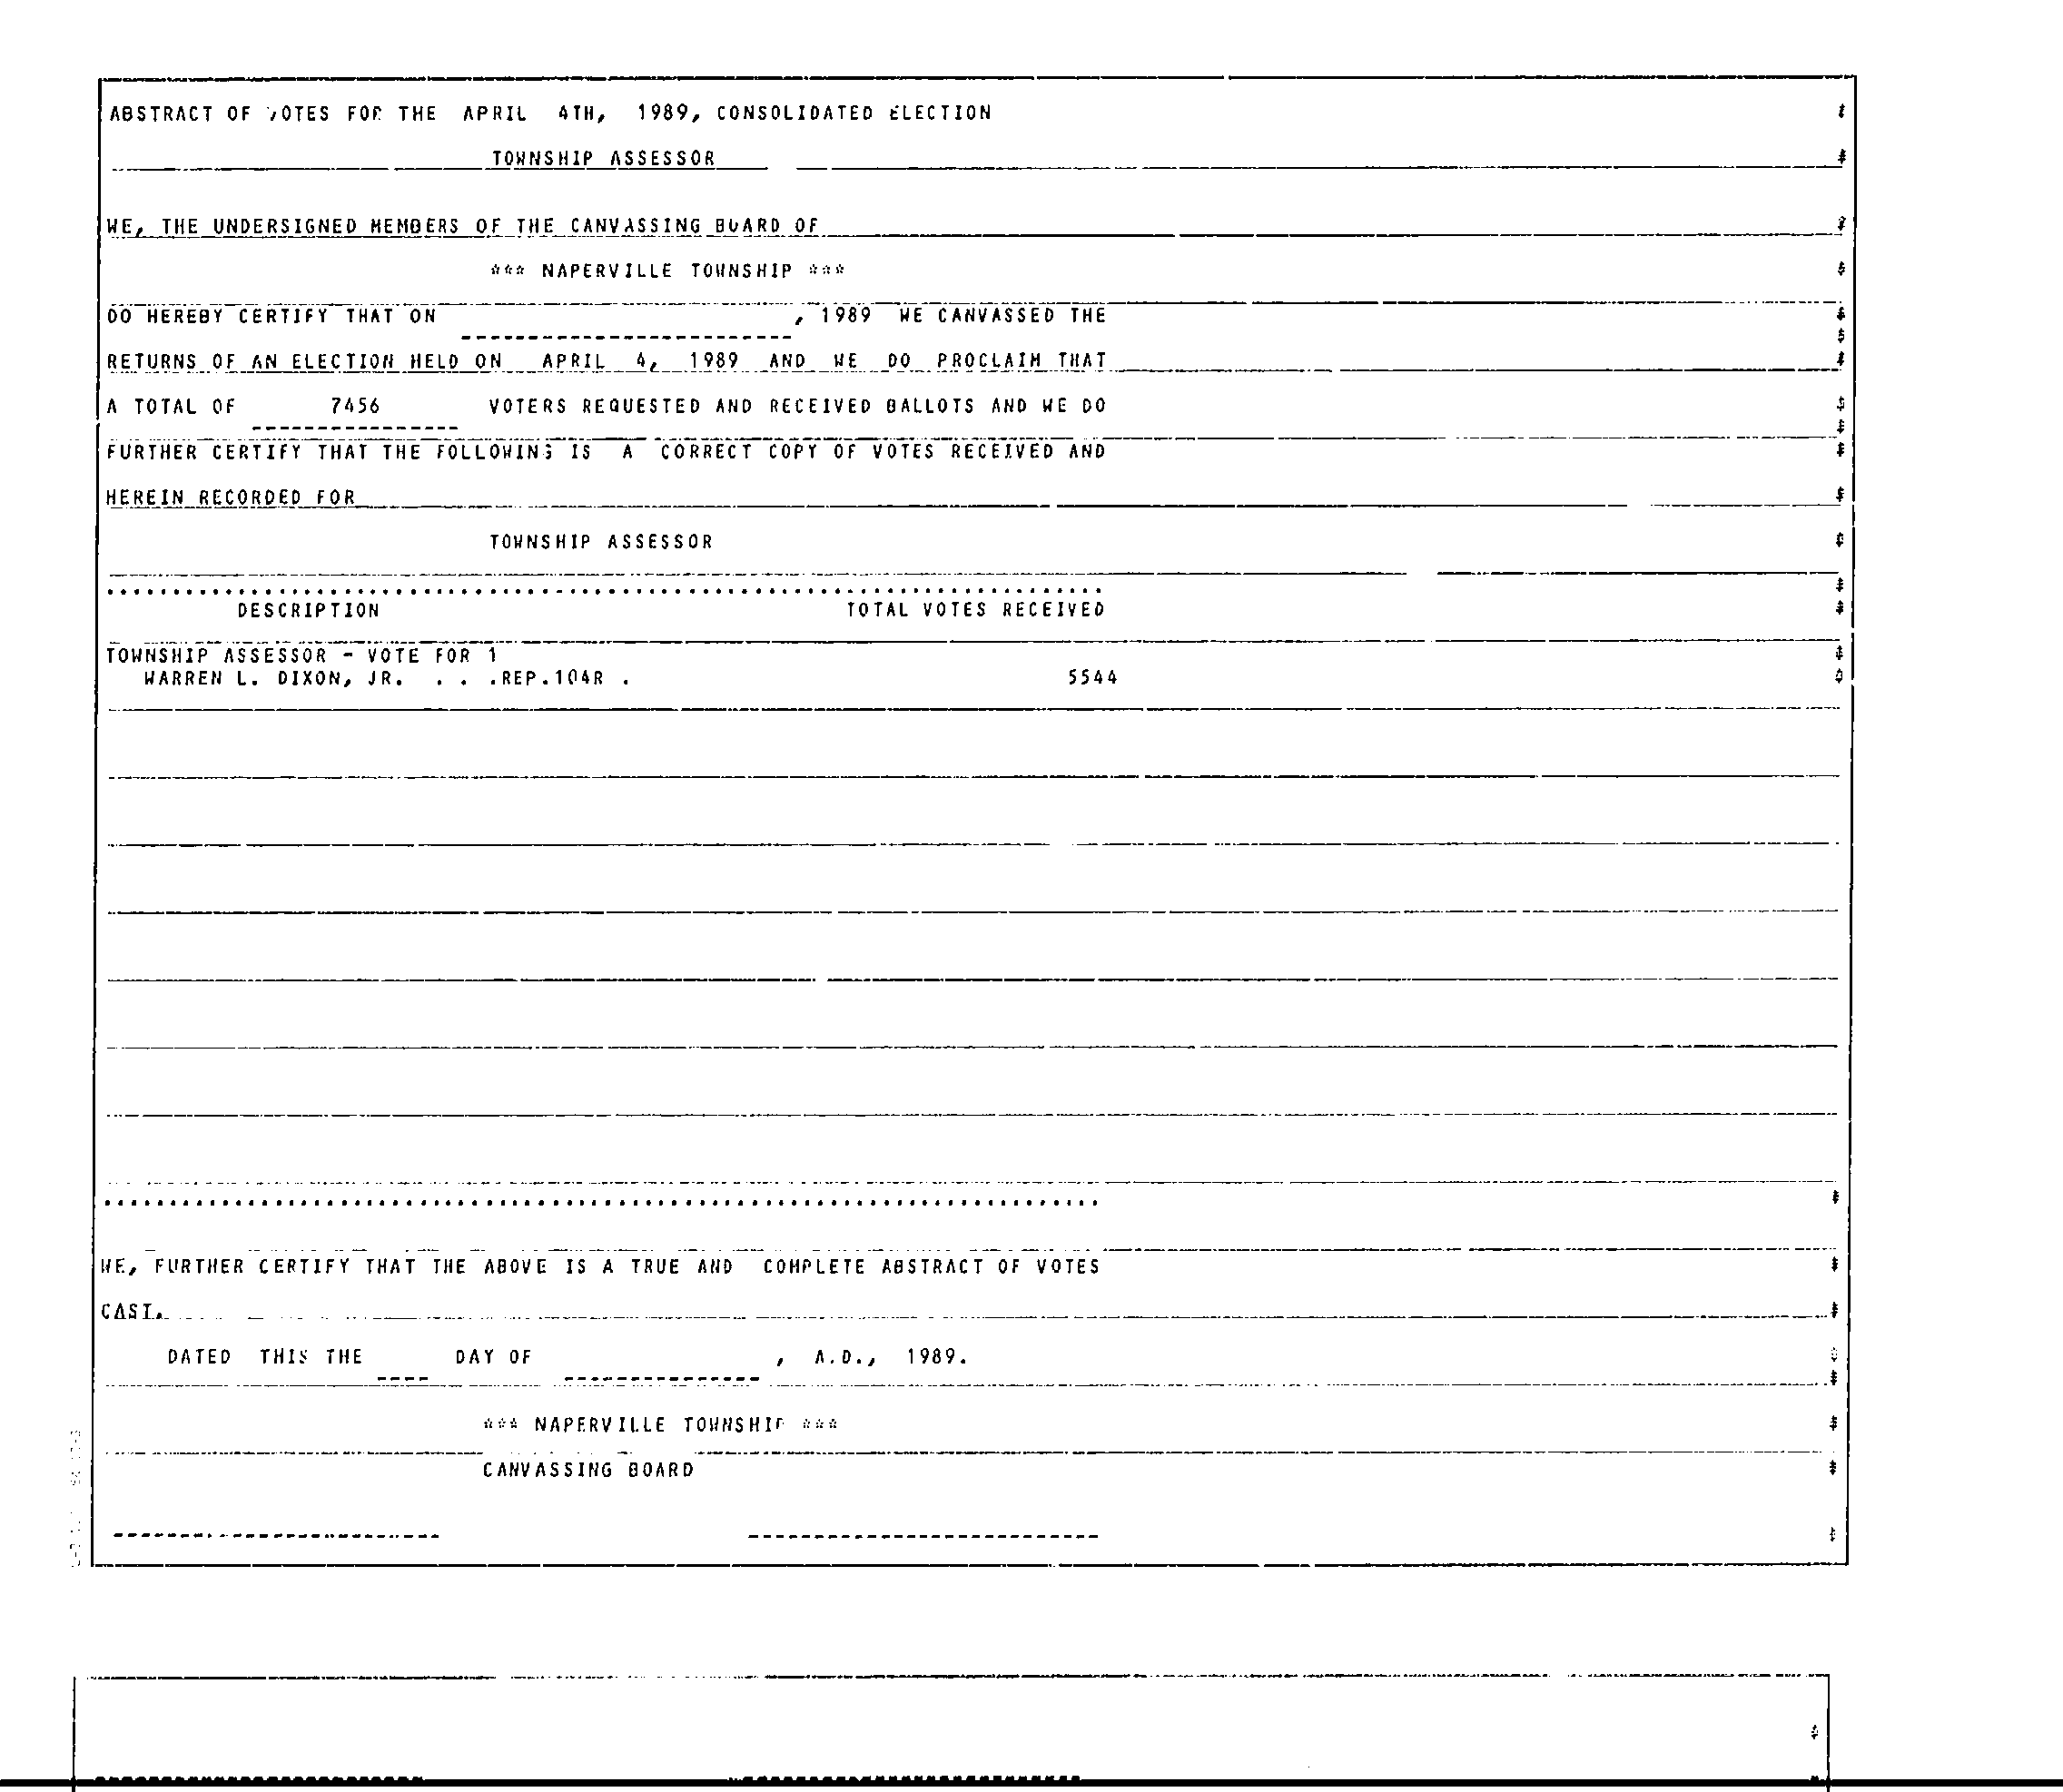 ABSTRACT OF VOTES FOR THE APRIL 4TH, 1989, CONSOLIDATED ELECTION
TOWNSHIP ASSESSOR
WE, THE UNDERSIGNED MEMBERS OF THE CANVASSING BOARD OF
*** NAPERVILLE TOWNSHIP ***
DO HEREBY CERTIFY THAT ON , 1989 WE CANVASSED THE
RETURNS OF AN ELECTION HELD ON APRIL 4, 1989 AND WE DO PROCLAIM THAT
A TOTAL OF 7456 VOTERS REQUESTED AND RECEIVED BALLOTS AND WE DO
FURTHER CERTIFY THAT THE FOLLOWING IS A CORRECT COPY OF VOTES RECEIVED AND
HEREIN RECORDED FOR
TOWNSHIP ASSESSOR
DESCRIPTION TOTAL VOTES RECEIVED
TOWNSHIP ASSESSOR - VOTE FOR 1
WARREN L. DIXON, JR. . . .REP.104R . 5544
WE, FURTHER CERTIFY THAT THE ABOVE IS A TRUE AND COMPLETE ABSTRACT OF VOTES
CAST.
DATED THIS THE DAY OF , A.D., 1989.
*** NAPERVILLE TOWNSHIP ***
CANVASSING BOARD